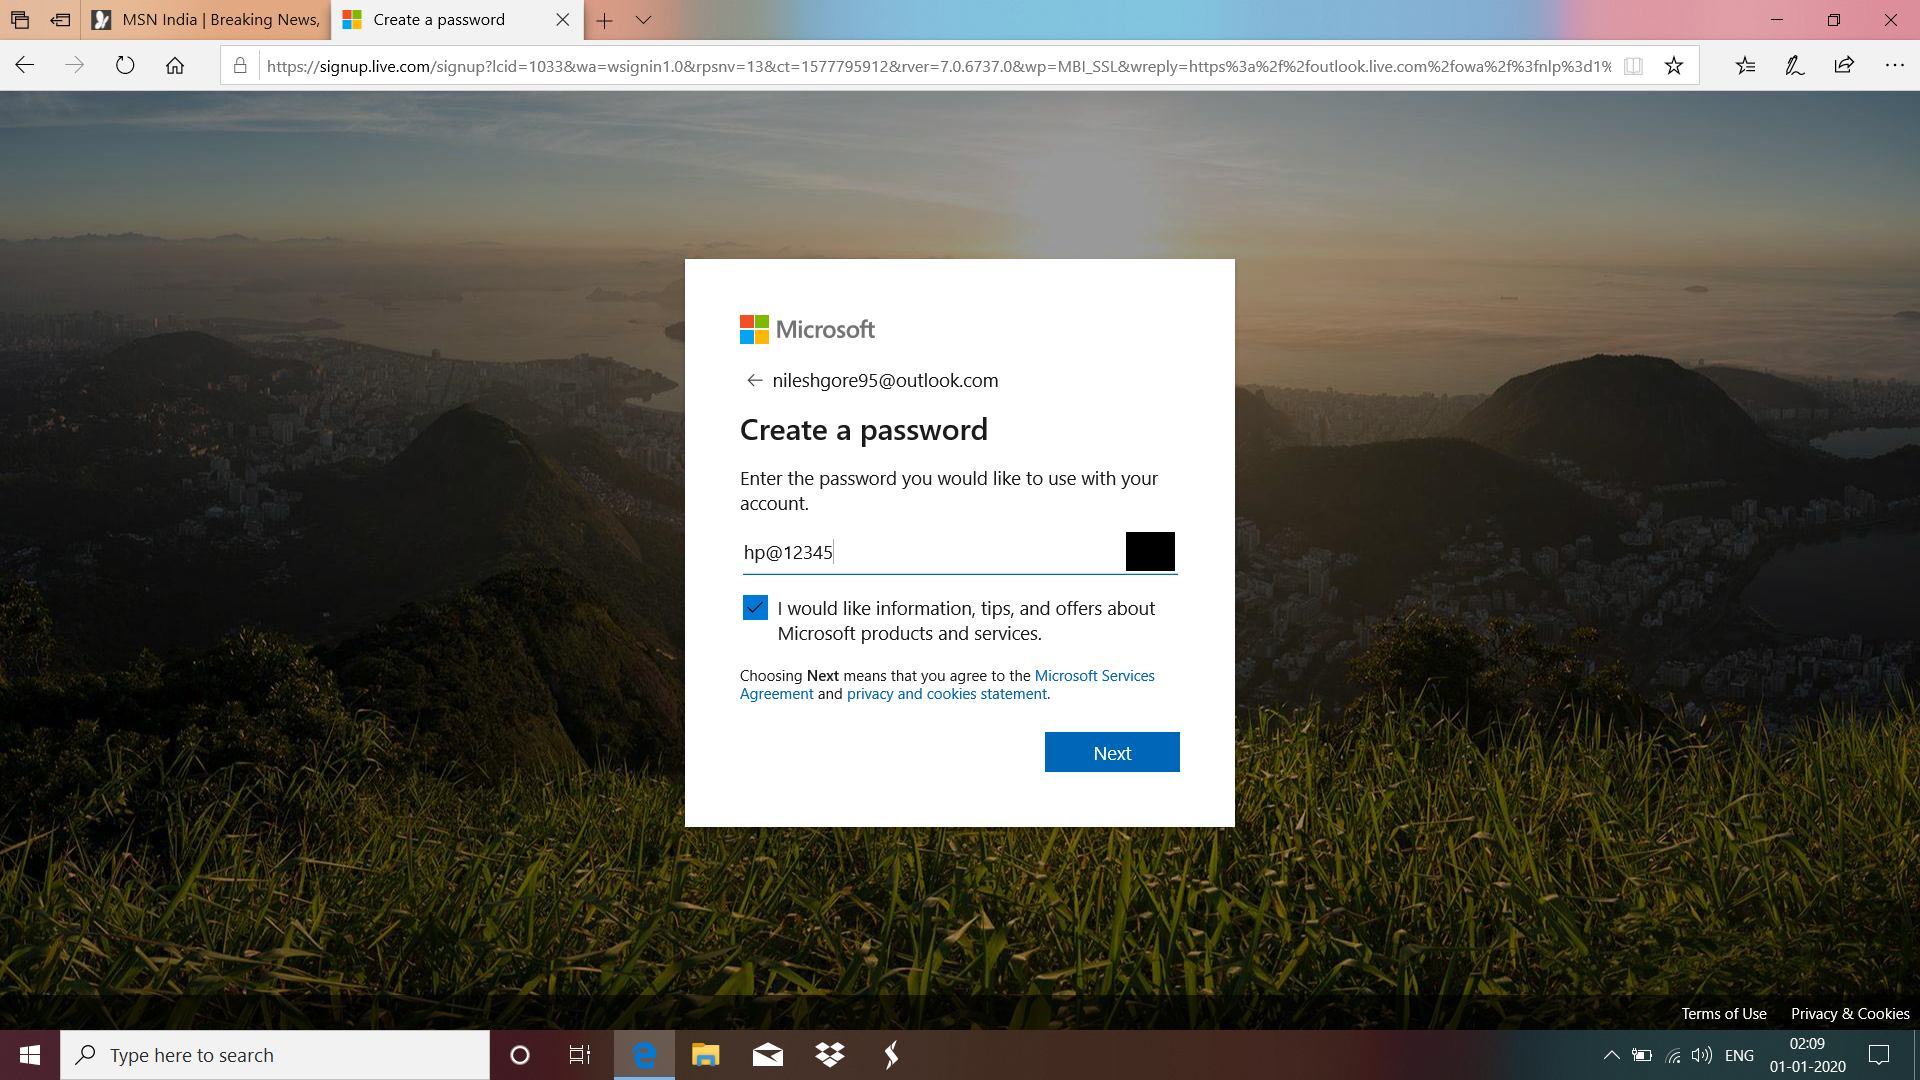 MSN India | Breaking News,
Create a password
https://signup.live.com/signup?lcid=1033&wa=wsignin1.0&rpsnv=13&ct=1577795912&rver=7.0.6737.0&wp=MBI_SSL&wreply=https%3a%2f%2foutlook.live.com%2fowa%2f%3fnlp%3d1%
Microsoft
nileshgore95@outlook.com
Create a password
Enter the password you would like to use with your
account.
hp@12345
I would like information, tips, and offers about
Microsoft products and services.
Choosing Next means that you agree to the Microsoft Services
Agreement and privacy and cookies statement.
Next
Terms of Use Privacy & Cookies
Type here to search
ENG
02:09
01-01-2020